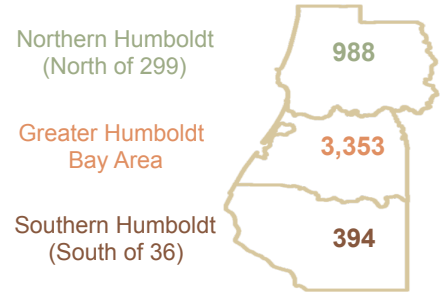 Northern Humboldt
(North of 299)
988
Greater Humboldt
Bay Area
3,353
Southern Humboldt
(South of 36)
394